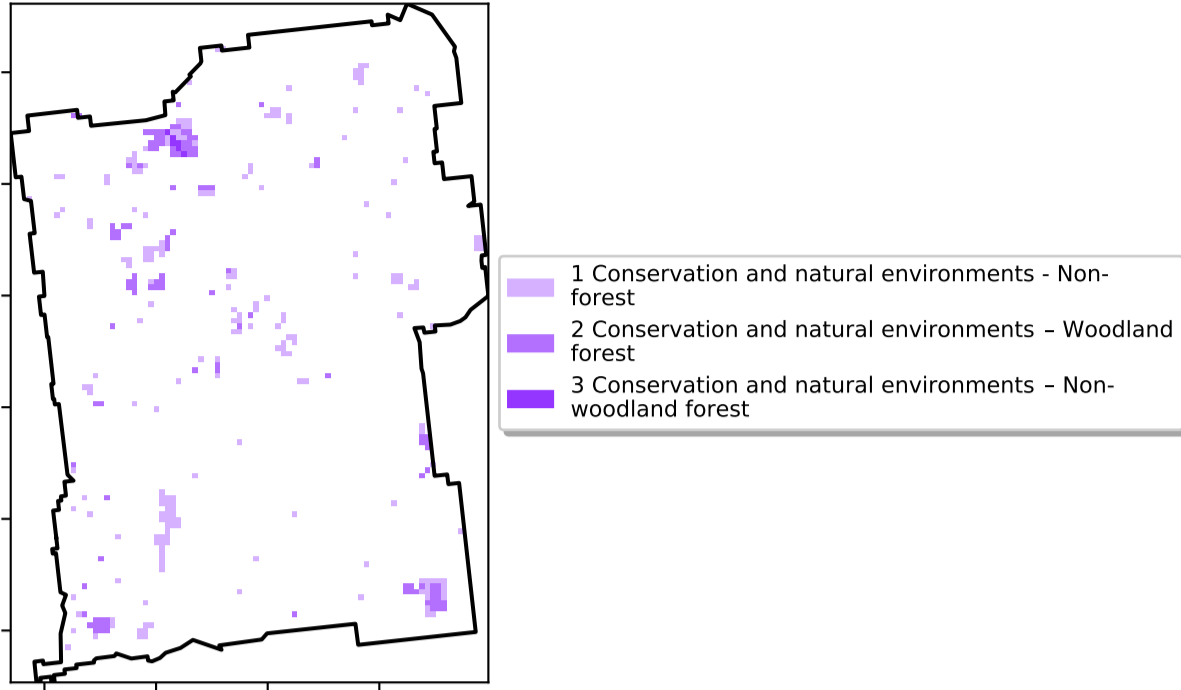 1 Conservation and natural environments - Non-
forest
2 Conservation and natural environments – Woodland
forest
3 Conservation and natural environments – Non-
woodland forest